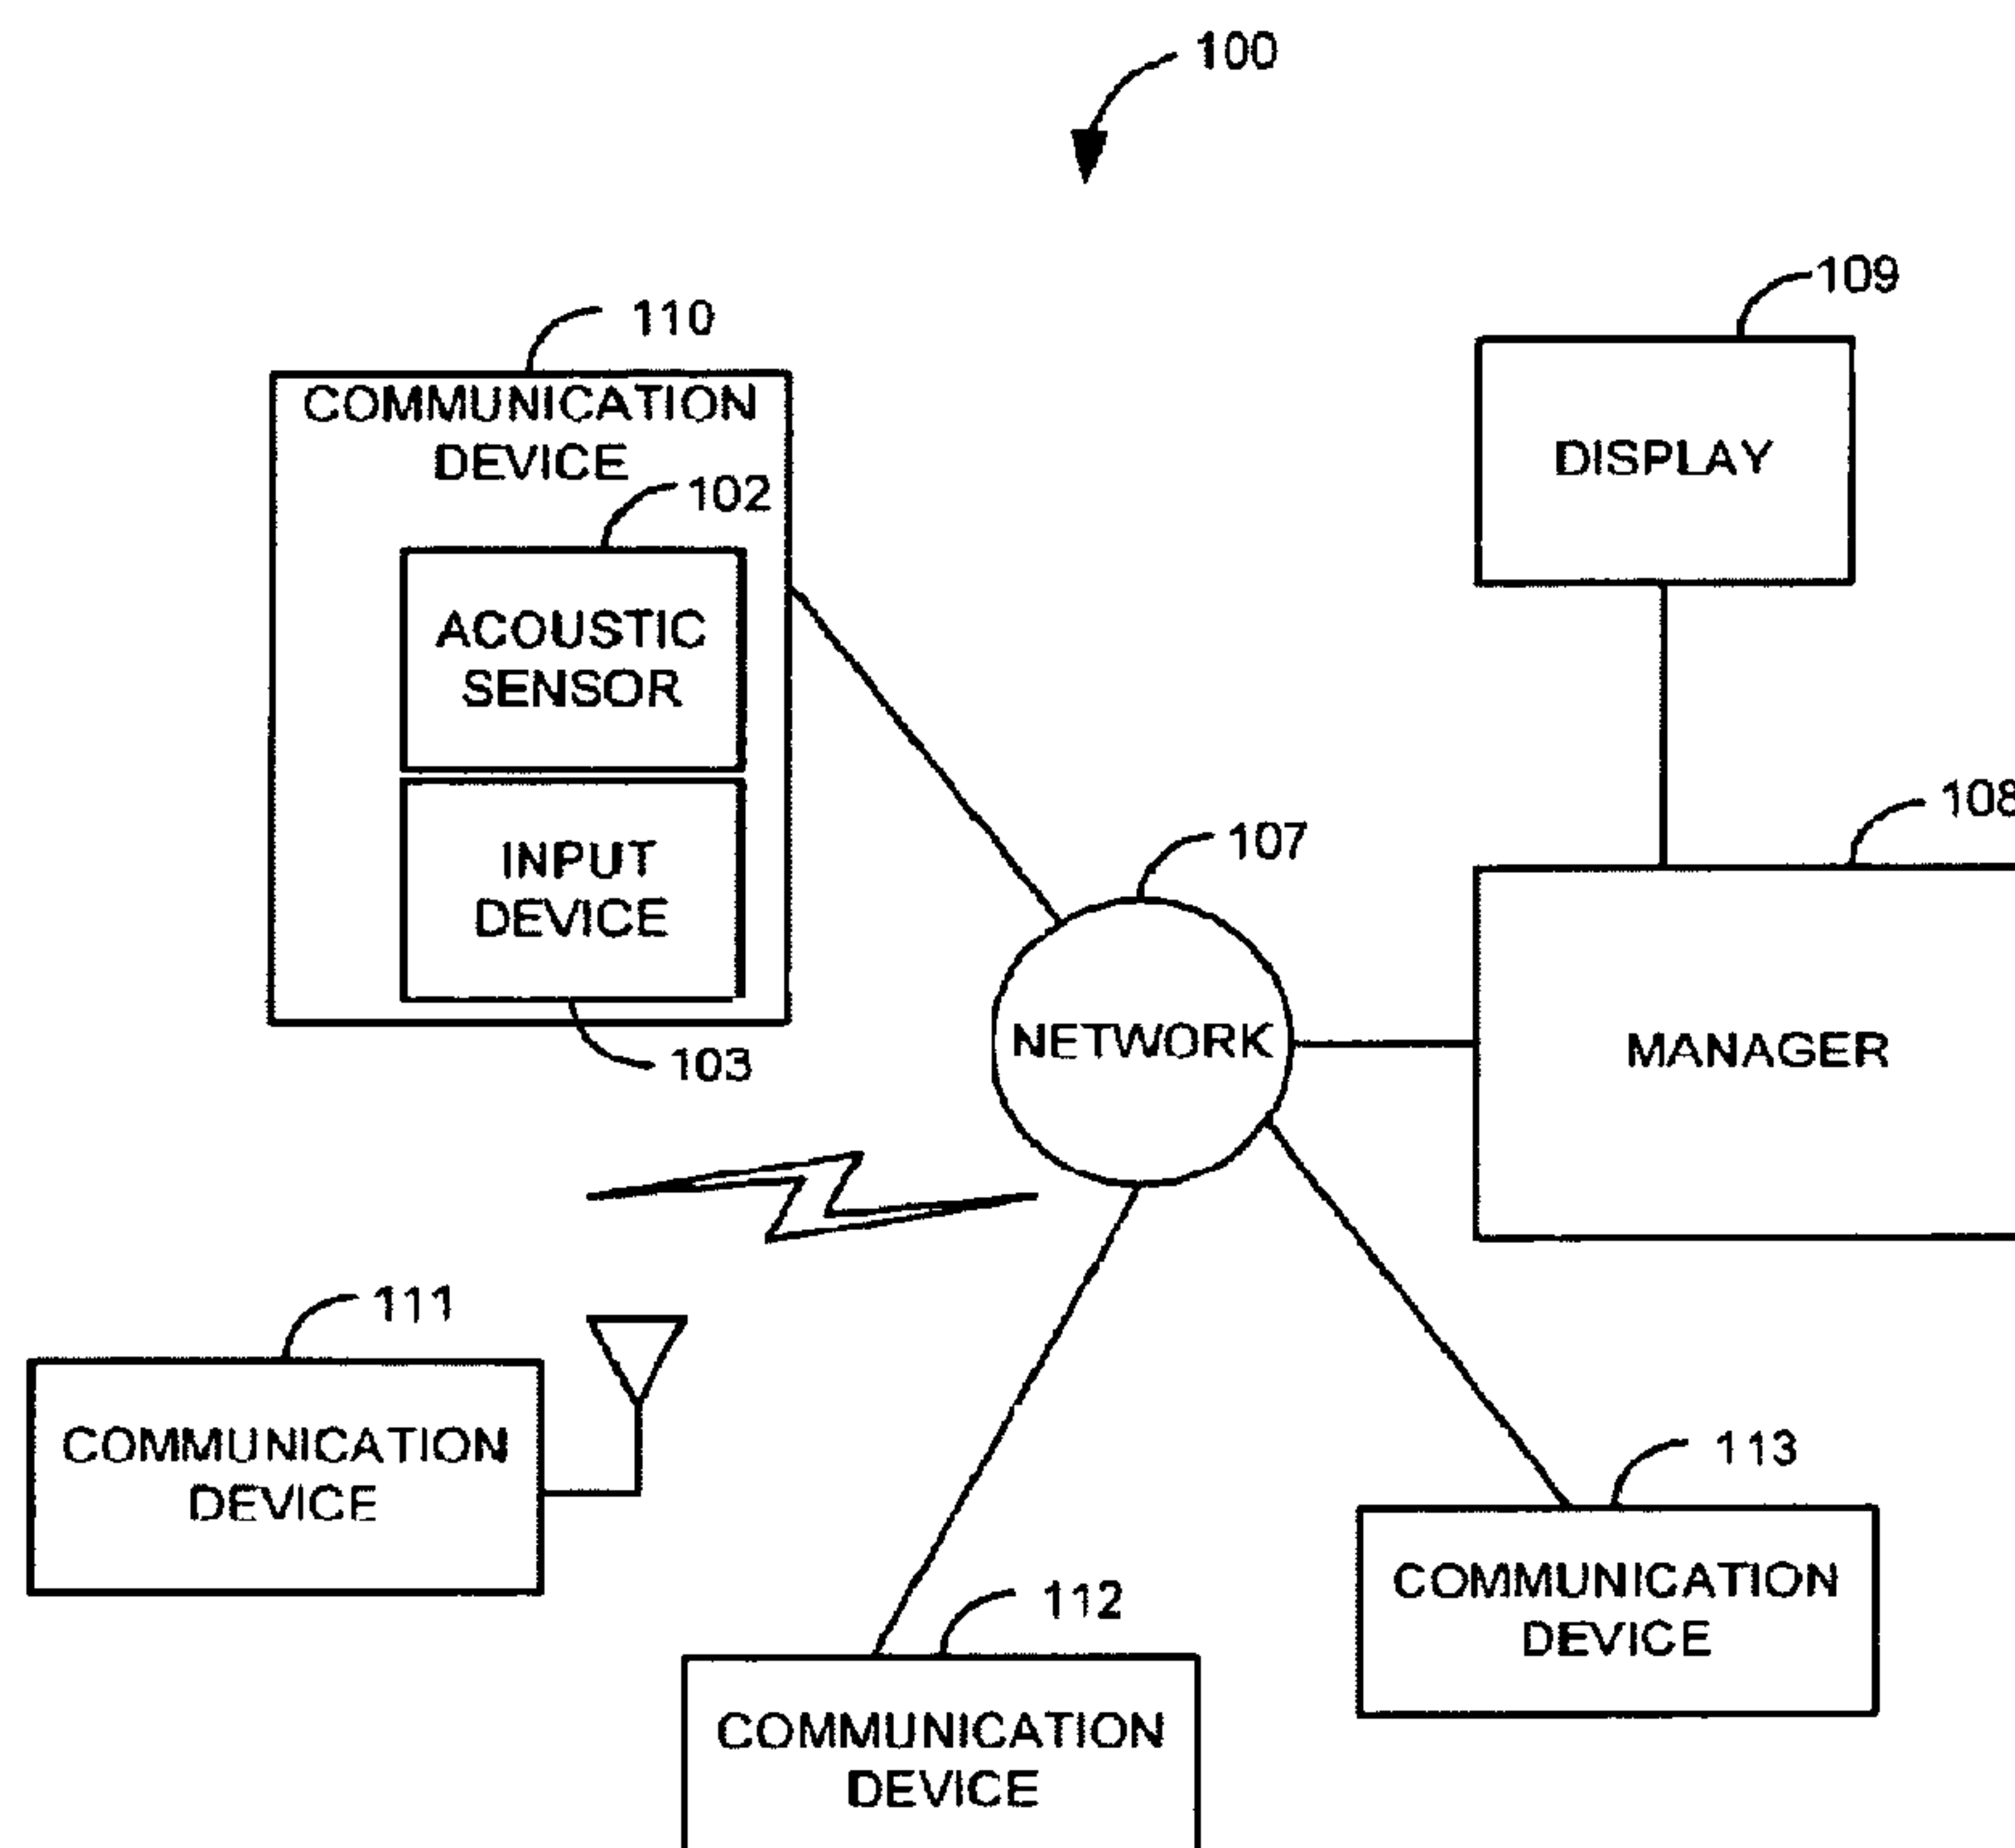 100
109
110
COMMUNICATION
DEVICE
DISPLAY
102
ACOUSTIC
SENSOR
108
107
INPUT
DEVICE
NETWORK
MANAGER
103
111
COMMUNICATION
DEVICE
113
COMMUNICATION
DEVICE
112
COMMUNICATION
DEVICE